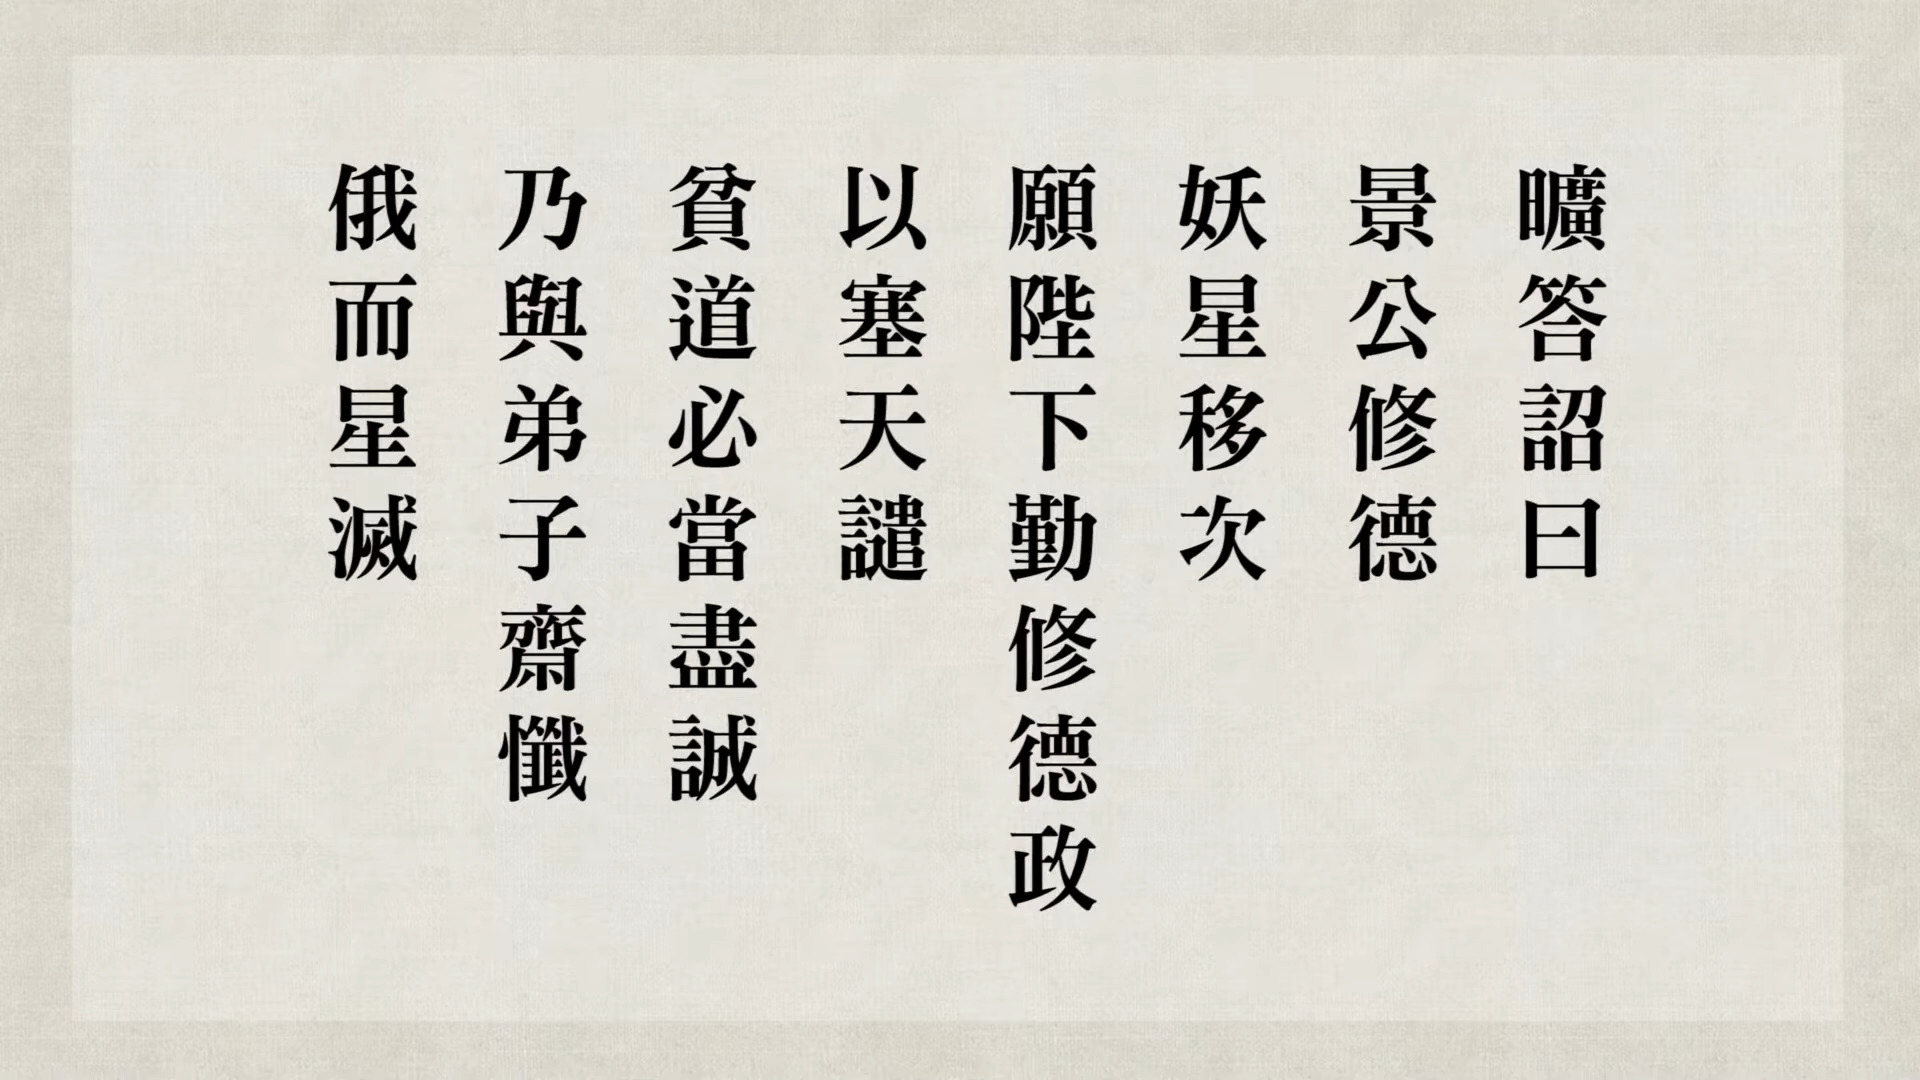 曠答詔曰
景公修德
妖星移次
願陛下勤修德政
以塞天譴
貧道必當盡誠
乃與弟子齋懺
俄而星滅